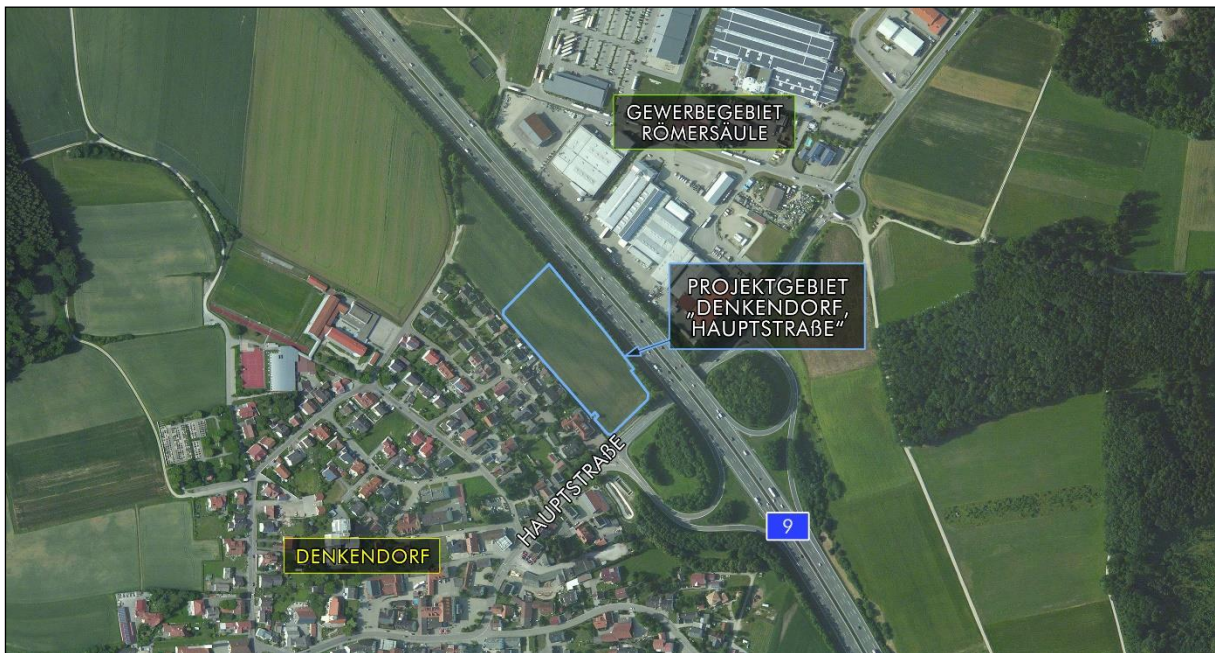 GEWERBEGEBIET
RÖMERSÄULE
PROJEKTGEBIET
„DENKENDORF,
HAUPTSTRAßE“
HAUPTSTRAßE
9
DENKENDORF